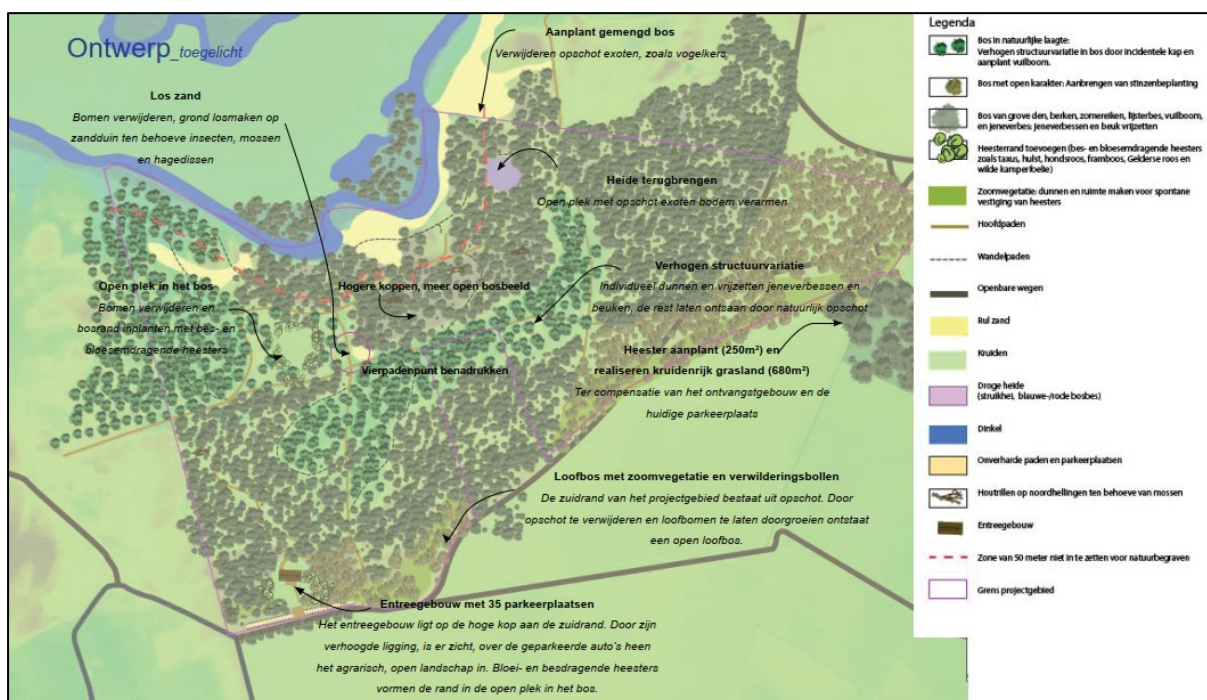 Ontwerp_toegelicht
Aanplant gemengd bos
Verwijderen opschot exoten, zoals vogelkers
Los zand
Bomen verwijderen, grond losmaken op
zandduin ten behoeve insecten, mossen
en hagedissen
Heide terugbrengen
Open plek met opschot exoten bodem verarmen
Open plek in het bos
Bomen verwijderen en
bosrand inplanten met bes- en
bloesemdragende heesters
Hogere koppen, meer open bosbeeld
Verhogen structuurvariatie
Individueel dunnen en vrijzetten jeneverbessen en
beuken, de rest laten ontsaan door natuurlijk opschot
Vierpadenpunt benadrukken
Heester aanplant (250m²) en
realiseren kruidenrijk grasland (680m²)
Ter compensatie van het ontvangstgebouw en de
huidige parkeerplaats
Loofbos met zoomvegetatie en verwilderingsbollen
De zuidrand van het projectgebied bestaat uit opschot. Door
opschot te verwijderen en loofbomen te laten doorgroeien ontstaat
een open loofbos.
Entreegebouw met 35 parkeerplaatsen
Het entreegebouw ligt op de hoge kop aan de zuidrand. Door zijn
verhoogde ligging, is er zicht, over de geparkeerde auto's heen
het agrarisch, open landschap in. Bloei- en besdragende heesters
vormen de rand in de open plek in het bos.
Legenda
Bos in natuurlijke laagte:
Verhogen structuurvariatie in bos door incidentele kap en
aanplant vuilboom.
Bos met open karakter: Aanbrengen van stinzenbeplanting
Bos van grove den, berken, zomereiken, lijsterbes, vuilboom,
en jeneverbes: jeneverbessen en beuk vrijzetten
Heesterrand toevoegen (bes- en bloesemdragende heesters
zoals taxus, hulst, hondsroos, framboos, Gelderse roos en
wilde kamperfoelie)
Zoomvegetatie: dunnen en ruimte maken voor spontane
vestiging van heesters
Hoofdpaden
Wandelpaden
Openbare wegen
Rul zand
Kruiden
Droge heide
(struikhei, blauwe-/rode bosbes)
Dinkel
Onverharde paden en parkeerplaatsen
Houtrillen op noordhellingen ten behoeve van mossen
Entreegebouw
Zone van 50 meter niet in te zetten voor natuurbegraven
Grens projectgebied